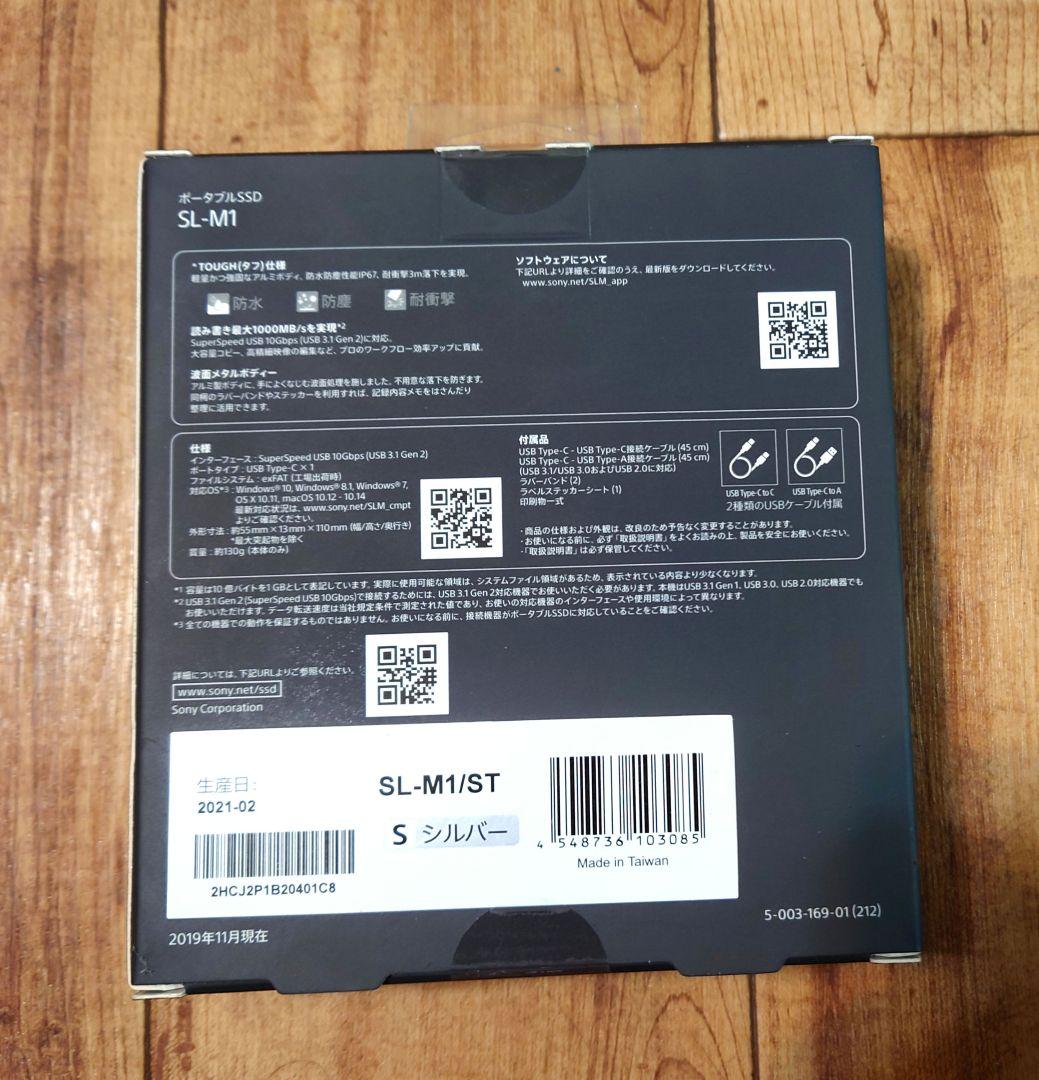 ポータブルSSD
SL-M1
*TOUGH(タフ)仕様
軽量かつ強固なアルミボディ、防水防塵性能IP67、耐衝撃3m落下を実現。
防水 防塵 耐衝撃
読み書き最大1000MB/sを実現*2
SuperSpeed USB 10Gbps (USB 3.1 Gen 2)に対応。
大容量コピー、高精細映像の編集など、プロのワークフロー効率アップに貢献。
波面メタルボディー
アルミ製ボディに、手によくなじむ波面処理を施しました。不用意な落下を防ぎます。
同梱のラバーバンドやステッカーを利用すれば、記録内容メモをはさんだり
整理に活用できます。
ソフトウェアについて
下記URLより詳細をご確認のうえ、最新版をダウンロードしてください。
www.sony.net/SLM_app
仕様
インターフェース : SuperSpeed USB 10Gbps (USB 3.1 Gen 2)
ポートタイプ : USB Type-C × 1
ファイルシステム : exFAT (工場出荷時)
対応OS*3 : Windows® 10, Windows® 8.1, Windows® 7,
OS X 10.11, macOS 10.12 - 10.14
最新対応状況は、www.sony.net/SLM_cmpt
よりご確認ください。
外形寸法 : 約55 mm × 13 mm × 110 mm (幅/高さ/奥行き)
*最大突起物を除く
質量 : 約130g (本体のみ)
付属品
USB Type-C - USB Type-C接続ケーブル (45 cm)
USB Type-C - USB Type-A接続ケーブル (45 cm)
(USB 3.1/USB 3.0およびUSB 2.0に対応)
ラバーバンド (2)
ラベルステッカーシート (1)
印刷物一式
USB Type-C to C USB Type-C to A
2種類のUSBケーブル付属
・商品の仕様および外観は、改良のため予告なく変更することがあります。
・お使いになる前に、必ず「取扱説明書」をよくお読みの上、製品を安全にお使いください。
・「取扱説明書」は必ず保管してください。
*1 容量は10億バイトを1GBとして表記しています。実際に使用可能な領域は、システムファイル領域があるため、表示されている内容より少なくなります。
*2 USB 3.1 Gen 2 (SuperSpeed USB 10Gbps)で接続するためには、USB 3.1 Gen 2対応機器でお使いいただく必要があります。本機はUSB 3.1 Gen 1, USB 3.0, USB 2.0対応機器でも
お使いいただけます。データ転送速度は当社規定条件で測定された値であり、お使いの対応機器のインターフェースや使用環境によって異なります。
*3 全ての機器での動作を保証するものではありません。お使いになる前に、接続機器がポータブルSSDに対応していることをご確認ください。
詳細については、下記URLよりご参照ください。
www.sony.net/ssd
Sony Corporation
生産日:
2021-02
2HCJ2P1B20401C8
SL-M1/ST
S シルバー
4 548736 103085
Made in Taiwan
2019年11月現在
5-003-169-01 (212)